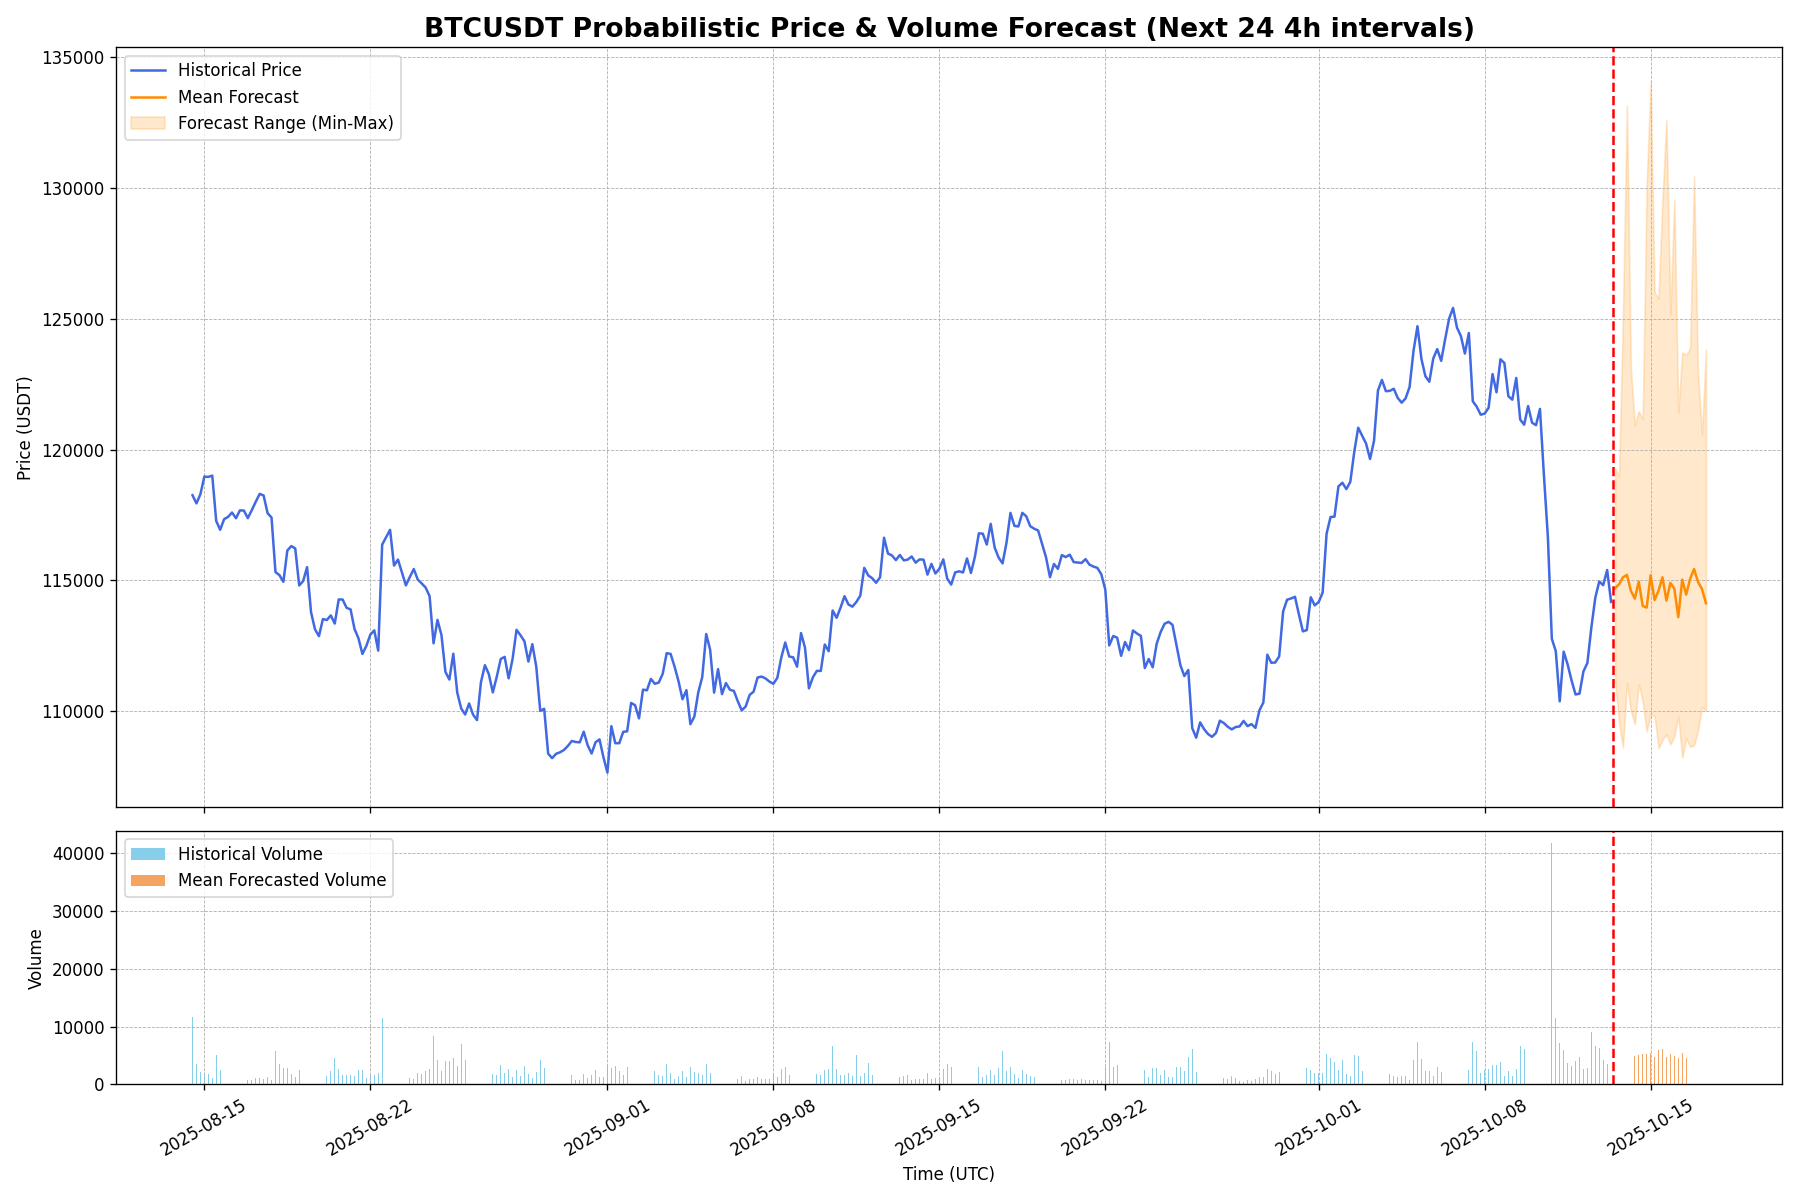 BTCUSDT Probabilistic Price & Volume Forecast (Next 24 4h intervals)
Historical Price
Mean Forecast
Forecast Range (Min-Max)
Price (USDT)
135000
130000
125000
120000
115000
110000
Historical Volume
Mean Forecasted Volume
Volume
40000
30000
20000
10000
0
2025-08-15
2025-08-22
2025-09-01
2025-09-08
2025-09-15
2025-09-22
2025-10-01
2025-10-08
2025-10-15
Time (UTC)